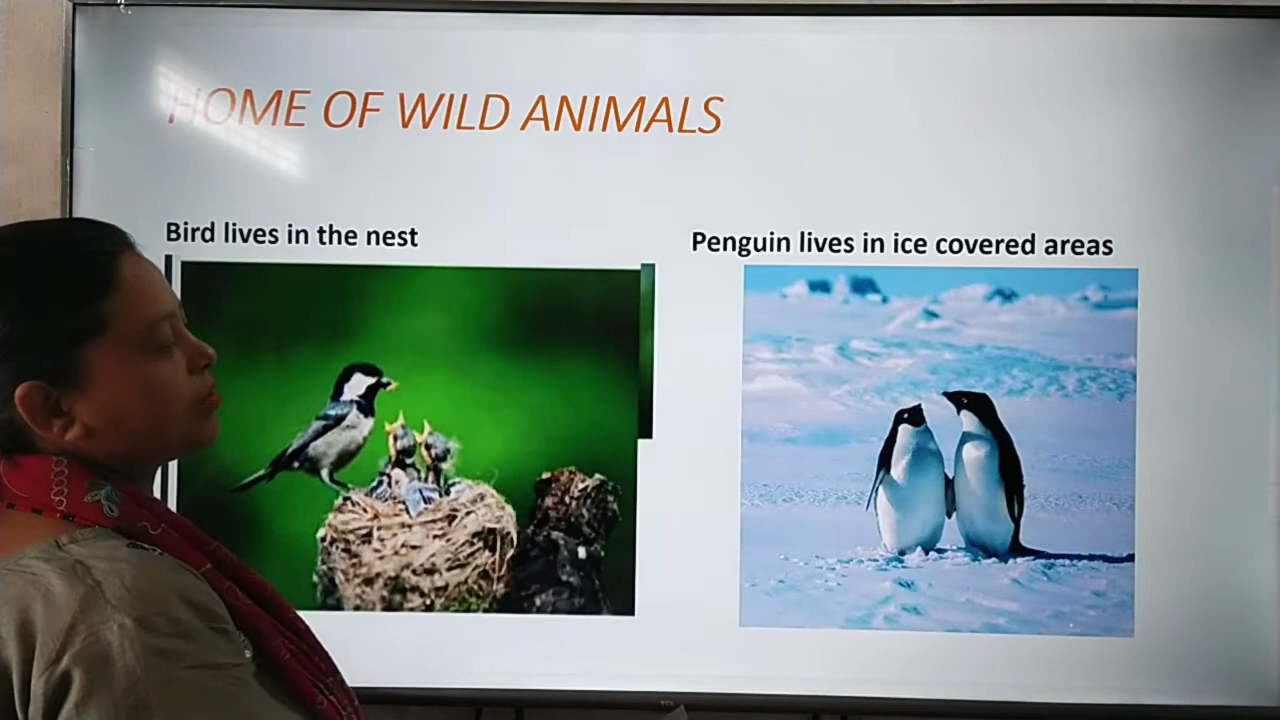 HOME OF WILD ANIMALS
Bird lives in the nest
Penguin lives in ice covered areas